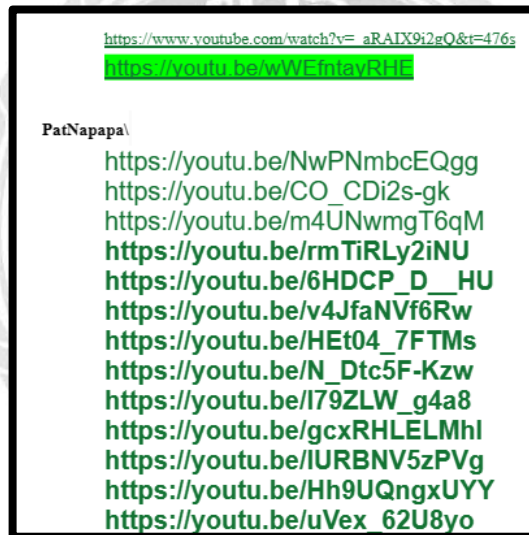 https://www.youtube.com/watch?v=_aRAIX9i2gQ&t=476s
https://youtu.be/wWEfntayRHE
PatNapapa\
https://youtu.be/NwPNmbcEQgg
https://youtu.be/CO_CDi2s-gk
https://youtu.be/m4UNwmgT6qM
https://youtu.be/rmTiRLy2iNU
https://youtu.be/6HDCP_D__HU
https://youtu.be/v4JfaNVf6Rw
https://youtu.be/HEt04_7FTMs
https://youtu.be/N_Dtc5F-Kzw
https://youtu.be/l79ZLW_g4a8
https://youtu.be/gcxRHLELMhI
https://youtu.be/lURBNV5zPVg
https://youtu.be/Hh9UQngxUYY
https://youtu.be/uVex_62U8yo